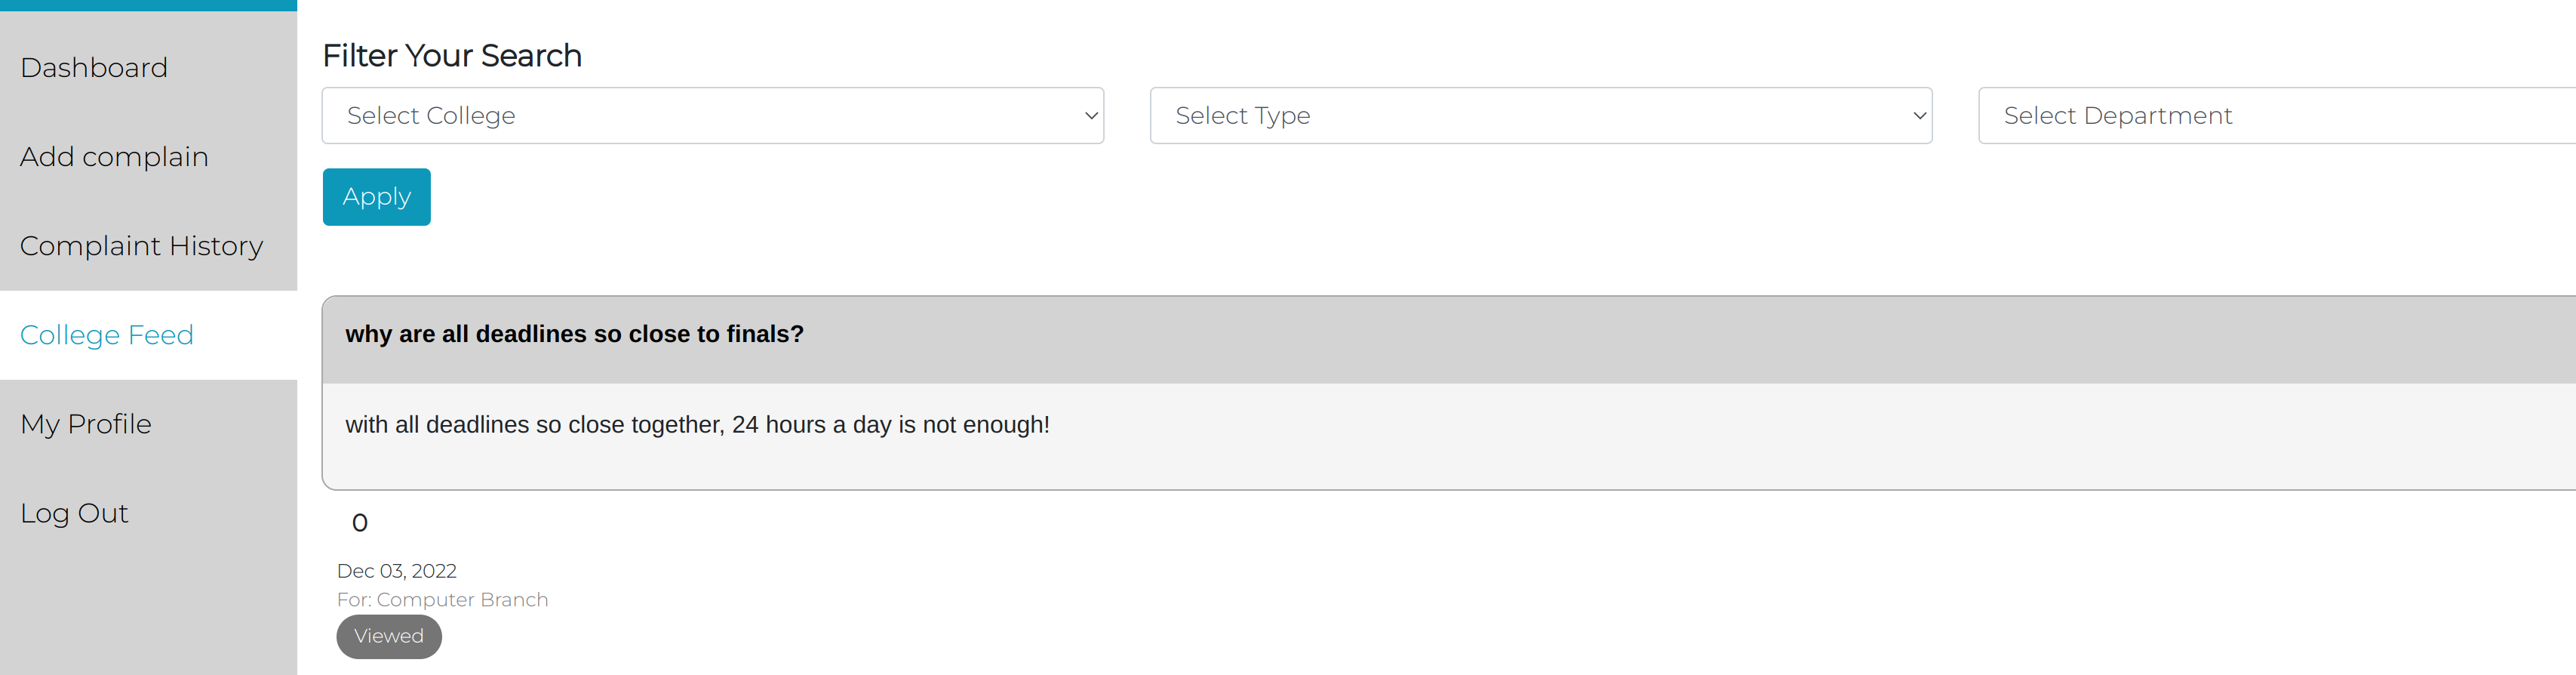 Dashboard
Add complain
Complaint History
College Feed
My Profile
Log Out
Filter Your Search
Select College
Select Type
Select Department
Apply
why are all deadlines so close to finals?
with all deadlines so close together, 24 hours a day is not enough!
0
Dec 03, 2022
For: Computer Branch
Viewed